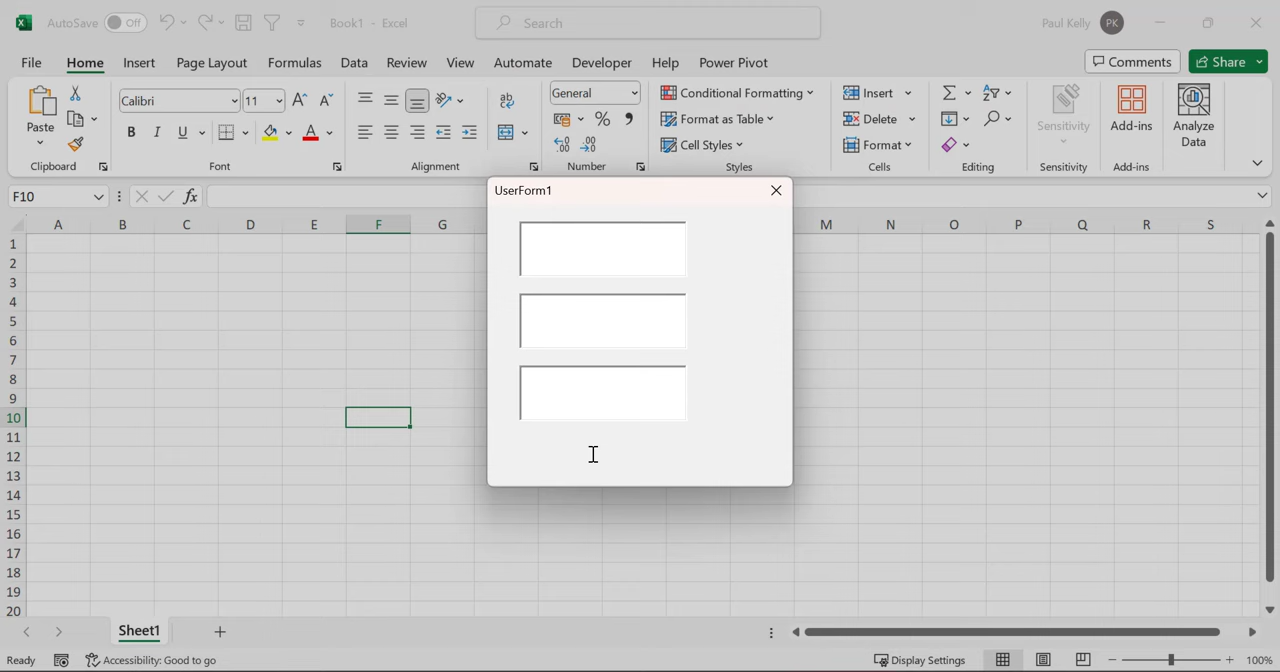 AutoSave Off Book1 - Excel Search Paul Kelly PK
File Home Insert Page Layout Formulas Data Review View Automate Developer Help Power Pivot Comments Share
Paste Calibri 11 A A ab General Conditional Formatting Insert Sensitivity Add-ins Analyze Data
B I U A % , Format as Table Delete
.00 .00 Cell Styles Format
Clipboard Font Alignment Number Styles Cells Editing Sensitivity Add-ins
F10 fx
UserForm1
A B C D E F G M N O P Q R S
1
2
3
4
5
6
7
8
9
10
11
12
13
14
15
16
17
18
19
20
Sheet1
Ready Accessibility: Good to go Display Settings 100%